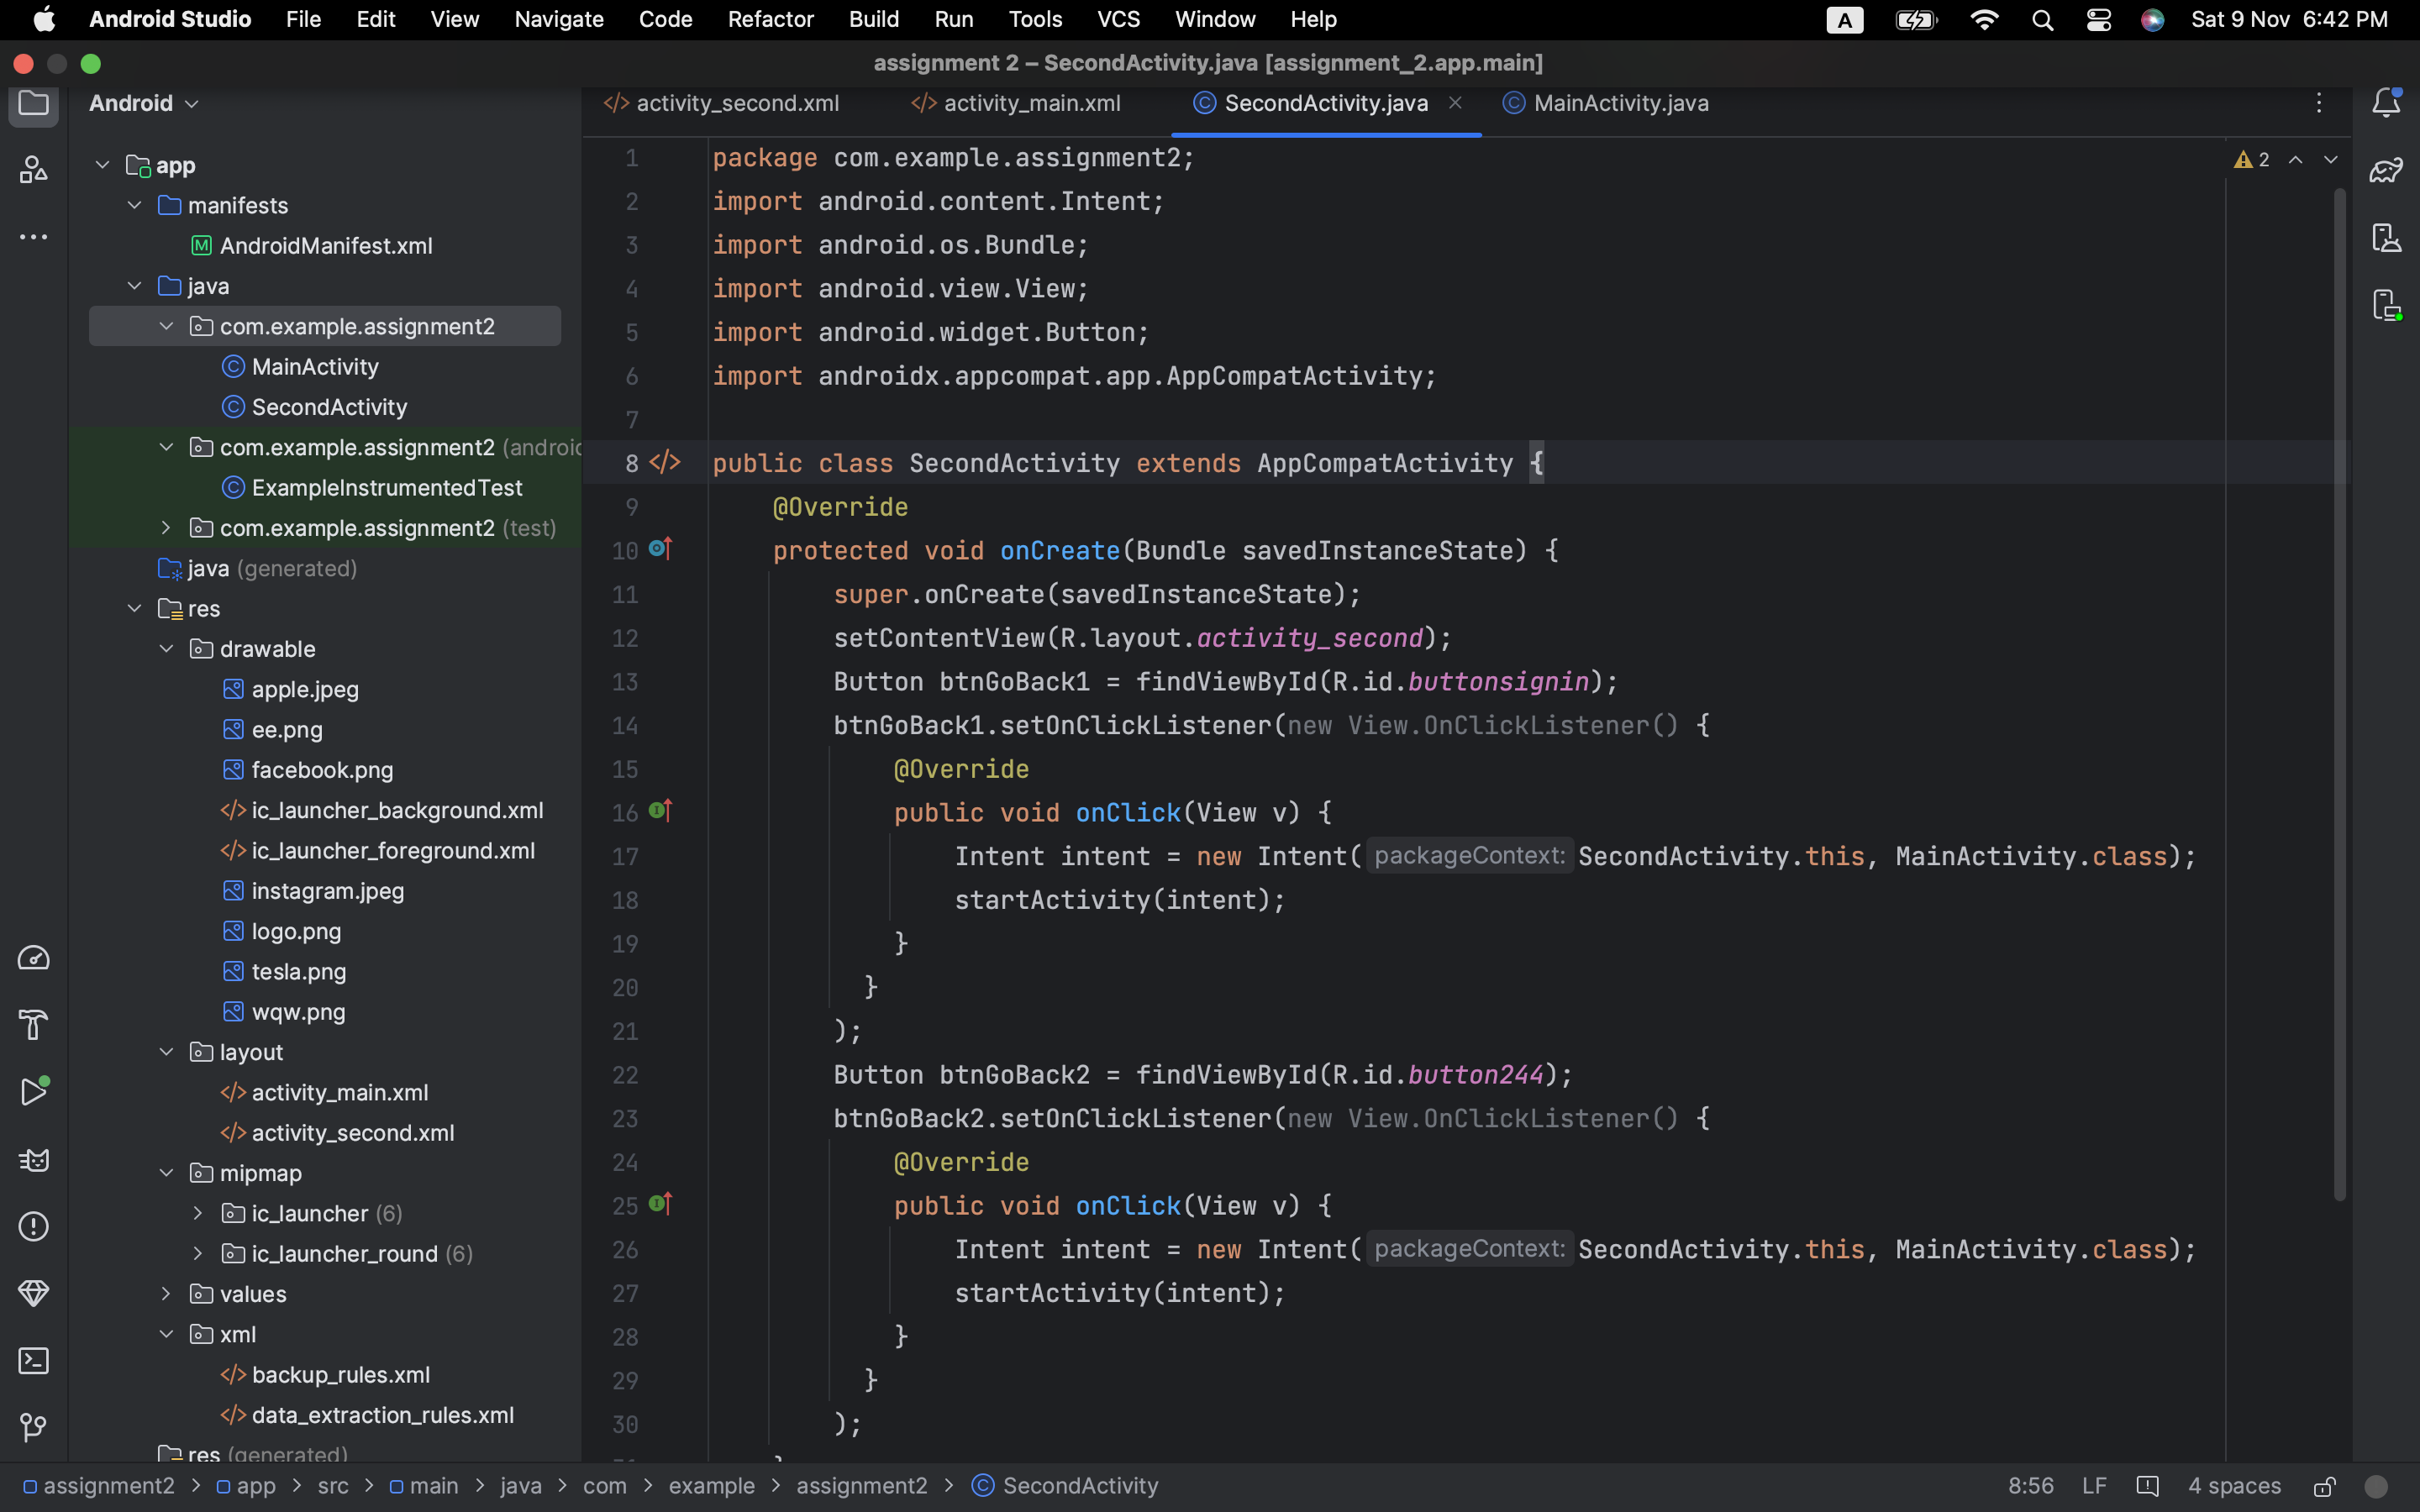 Android Studio File Edit View Navigate Code Refactor Build Run Tools VCS Window Help A Sat 9 Nov 6:42 PM
assignment 2 – SecondActivity.java [assignment_2.app.main]
Android
activity_second.xml activity_main.xml SecondActivity.java MainActivity.java
app
manifests
AndroidManifest.xml
java
com.example.assignment2
MainActivity
SecondActivity
com.example.assignment2 (android
ExampleInstrumentedTest
com.example.assignment2 (test)
java (generated)
res
drawable
apple.jpeg
ee.png
facebook.png
ic_launcher_background.xml
ic_launcher_foreground.xml
instagram.jpeg
logo.png
tesla.png
wqw.png
layout
activity_main.xml
activity_second.xml
mipmap
ic_launcher (6)
ic_launcher_round (6)
values
xml
backup_rules.xml
data_extraction_rules.xml
res (generated)
2
1 package com.example.assignment2;
2 import android.content.Intent;
3 import android.os.Bundle;
4 import android.view.View;
5 import android.widget.Button;
6 import androidx.appcompat.app.AppCompatActivity;
7
8 public class SecondActivity extends AppCompatActivity {
9 @Override
10 protected void onCreate(Bundle savedInstanceState) {
11 super.onCreate(savedInstanceState);
12 setContentView(R.layout.activity_second);
13 Button btnGoBack1 = findViewById(R.id.buttonsignin);
14 btnGoBack1.setOnClickListener(new View.OnClickListener() {
15 @Override
16 public void onClick(View v) {
17 Intent intent = new Intent( packageContext: SecondActivity.this, MainActivity.class);
18 startActivity(intent);
19 }
20 }
21 );
22 Button btnGoBack2 = findViewById(R.id.button244);
23 btnGoBack2.setOnClickListener(new View.OnClickListener() {
24 @Override
25 public void onClick(View v) {
26 Intent intent = new Intent( packageContext: SecondActivity.this, MainActivity.class);
27 startActivity(intent);
28 }
29 }
30 );
assignment2 > app > src > main > java > com > example > assignment2 > SecondActivity 8:56 LF 4 spaces